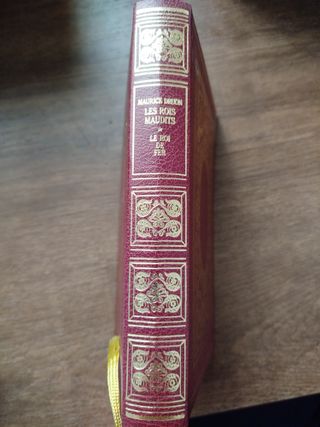 MAURICE DRUON
LES ROIS
MAUDITS
*
LE ROI
DE
FER